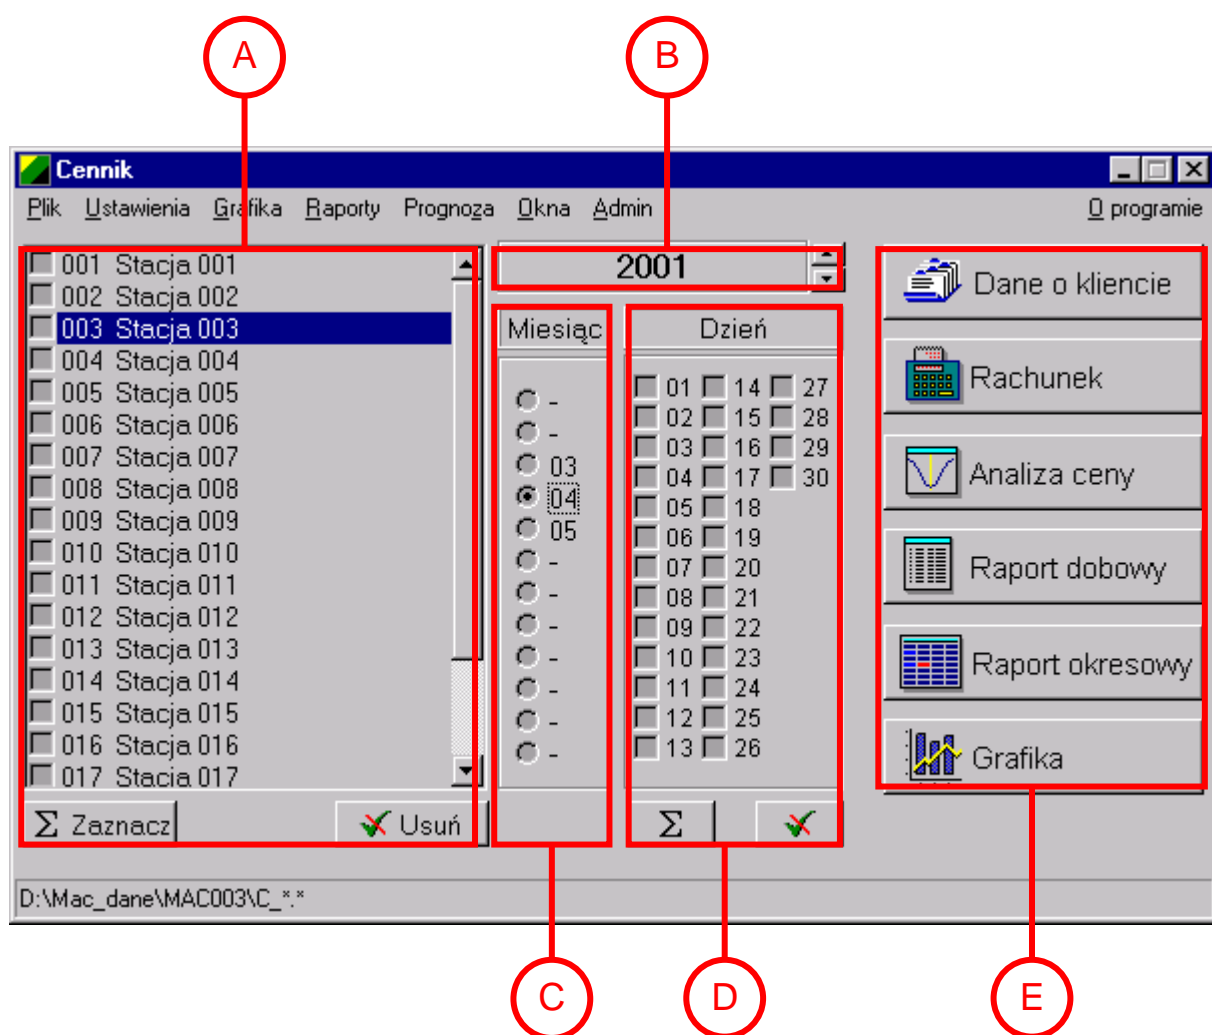 A
B
Cennik
Plik Ustawienia Grafika Raporty Prognoza Okna Admin O programie
001 Stacja 001
002 Stacja 002
003 Stacja 003
004 Stacja 004
005 Stacja 005
006 Stacja 006
007 Stacja 007
008 Stacja 008
009 Stacja 009
010 Stacja 010
011 Stacja 011
012 Stacja 012
013 Stacja 013
014 Stacja 014
015 Stacja 015
016 Stacja 016
017 Stacja 017
Σ Zaznacz Usuń
2001
Miesiąc
-
-
03
04
05
-
-
-
-
-
-
-
Dzień
01 14 27
02 15 28
03 16 29
04 17 30
05 18
06 19
07 20
08 21
09 22
10 23
11 24
12 25
13 26
Σ
Dane o kliencie
Rachunek
Analiza ceny
Raport dobowy
Raport okresowy
Grafika
D:\Mac_dane\MAC003\C_*.*
C
D
E